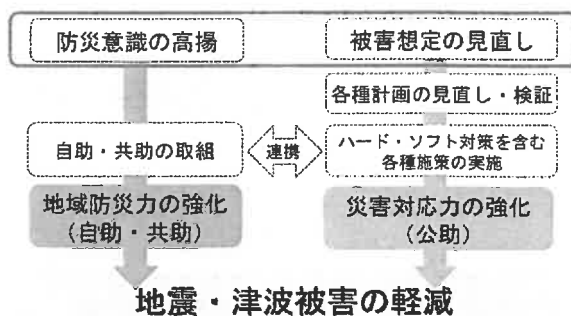 防災意識の高揚
被害想定の見直し
各種計画の見直し・検証
自助・共助の取組
連携
ハード・ソフト対策を含む
各種施策の実施
地域防災力の強化
（自助・共助）
災害対応力の強化
（公助）
地震・津波被害の軽減